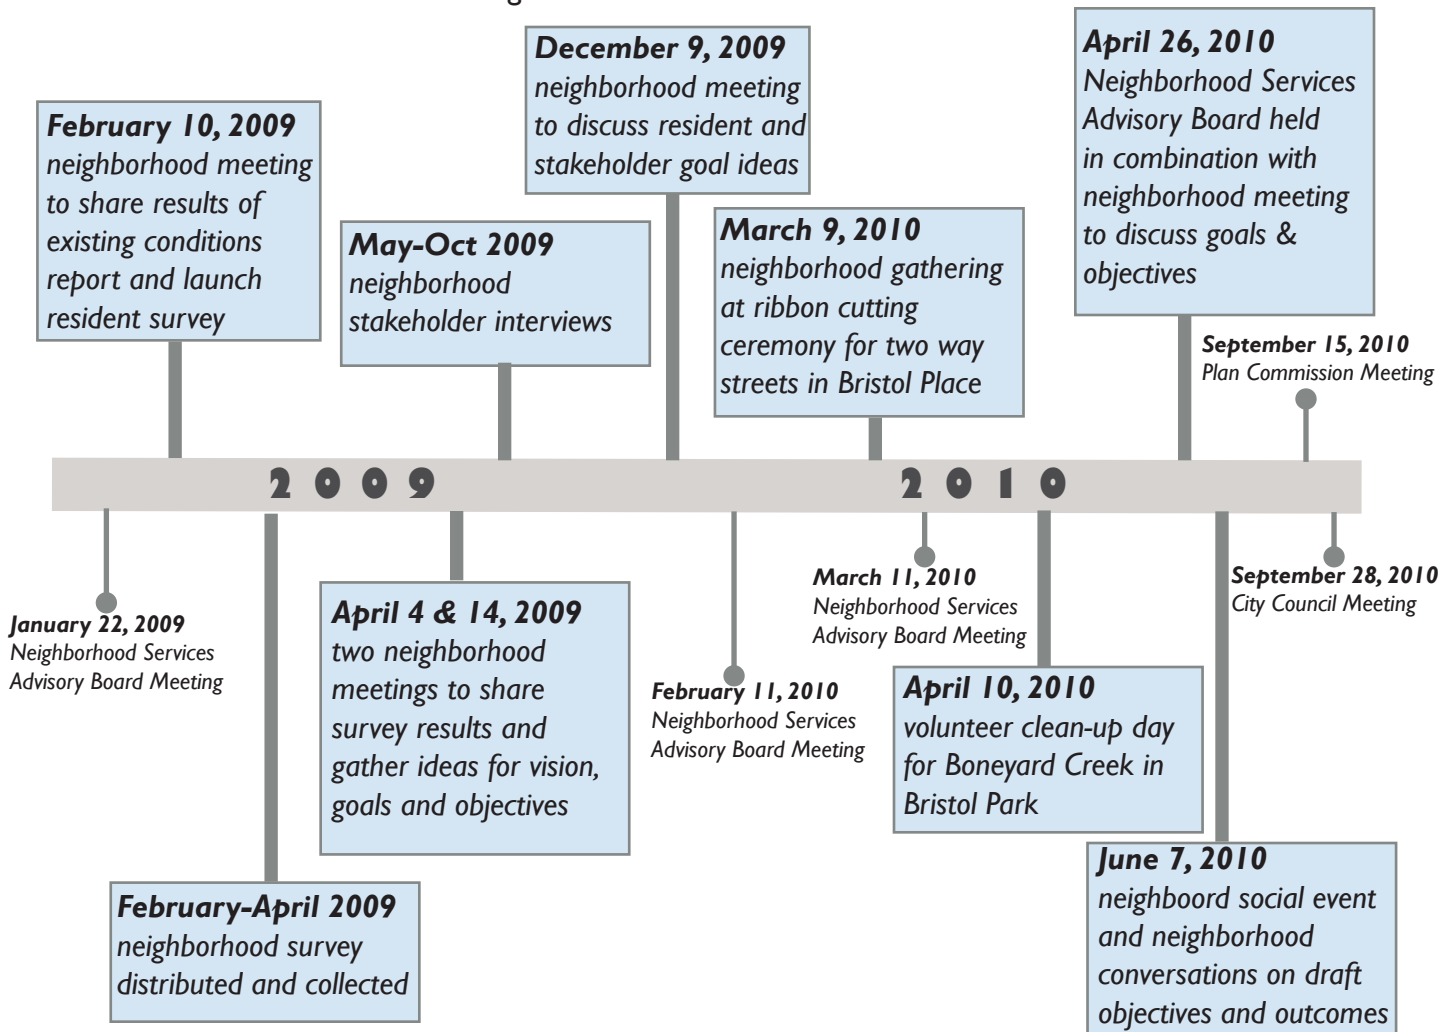 February 10, 2009
neighborhood meeting
to share results of
existing conditions
report and launch
resident survey
May-Oct 2009
neighborhood
stakeholder interviews
December 9, 2009
neighborhood meeting
to discuss resident and
stakeholder goal ideas
March 9, 2010
neighborhood gathering
at ribbon cutting
ceremony for two way
streets in Bristol Place
April 26, 2010
Neighborhood Services
Advisory Board held
in combination with
neighborhood meeting
to discuss goals &
objectives
September 15, 2010
Plan Commission Meeting
2009
2010
January 22, 2009
Neighborhood Services
Advisory Board Meeting
February-April 2009
neighborhood survey
distributed and collected
April 4 & 14, 2009
two neighborhood
meetings to share
survey results and
gather ideas for vision,
goals and objectives
February 11, 2010
Neighborhood Services
Advisory Board Meeting
March 11, 2010
Neighborhood Services
Advisory Board Meeting
April 10, 2010
volunteer clean-up day
for Boneyard Creek in
Bristol Park
June 7, 2010
neighboord social event
and neighborhood
conversations on draft
objectives and outcomes
September 28, 2010
City Council Meeting